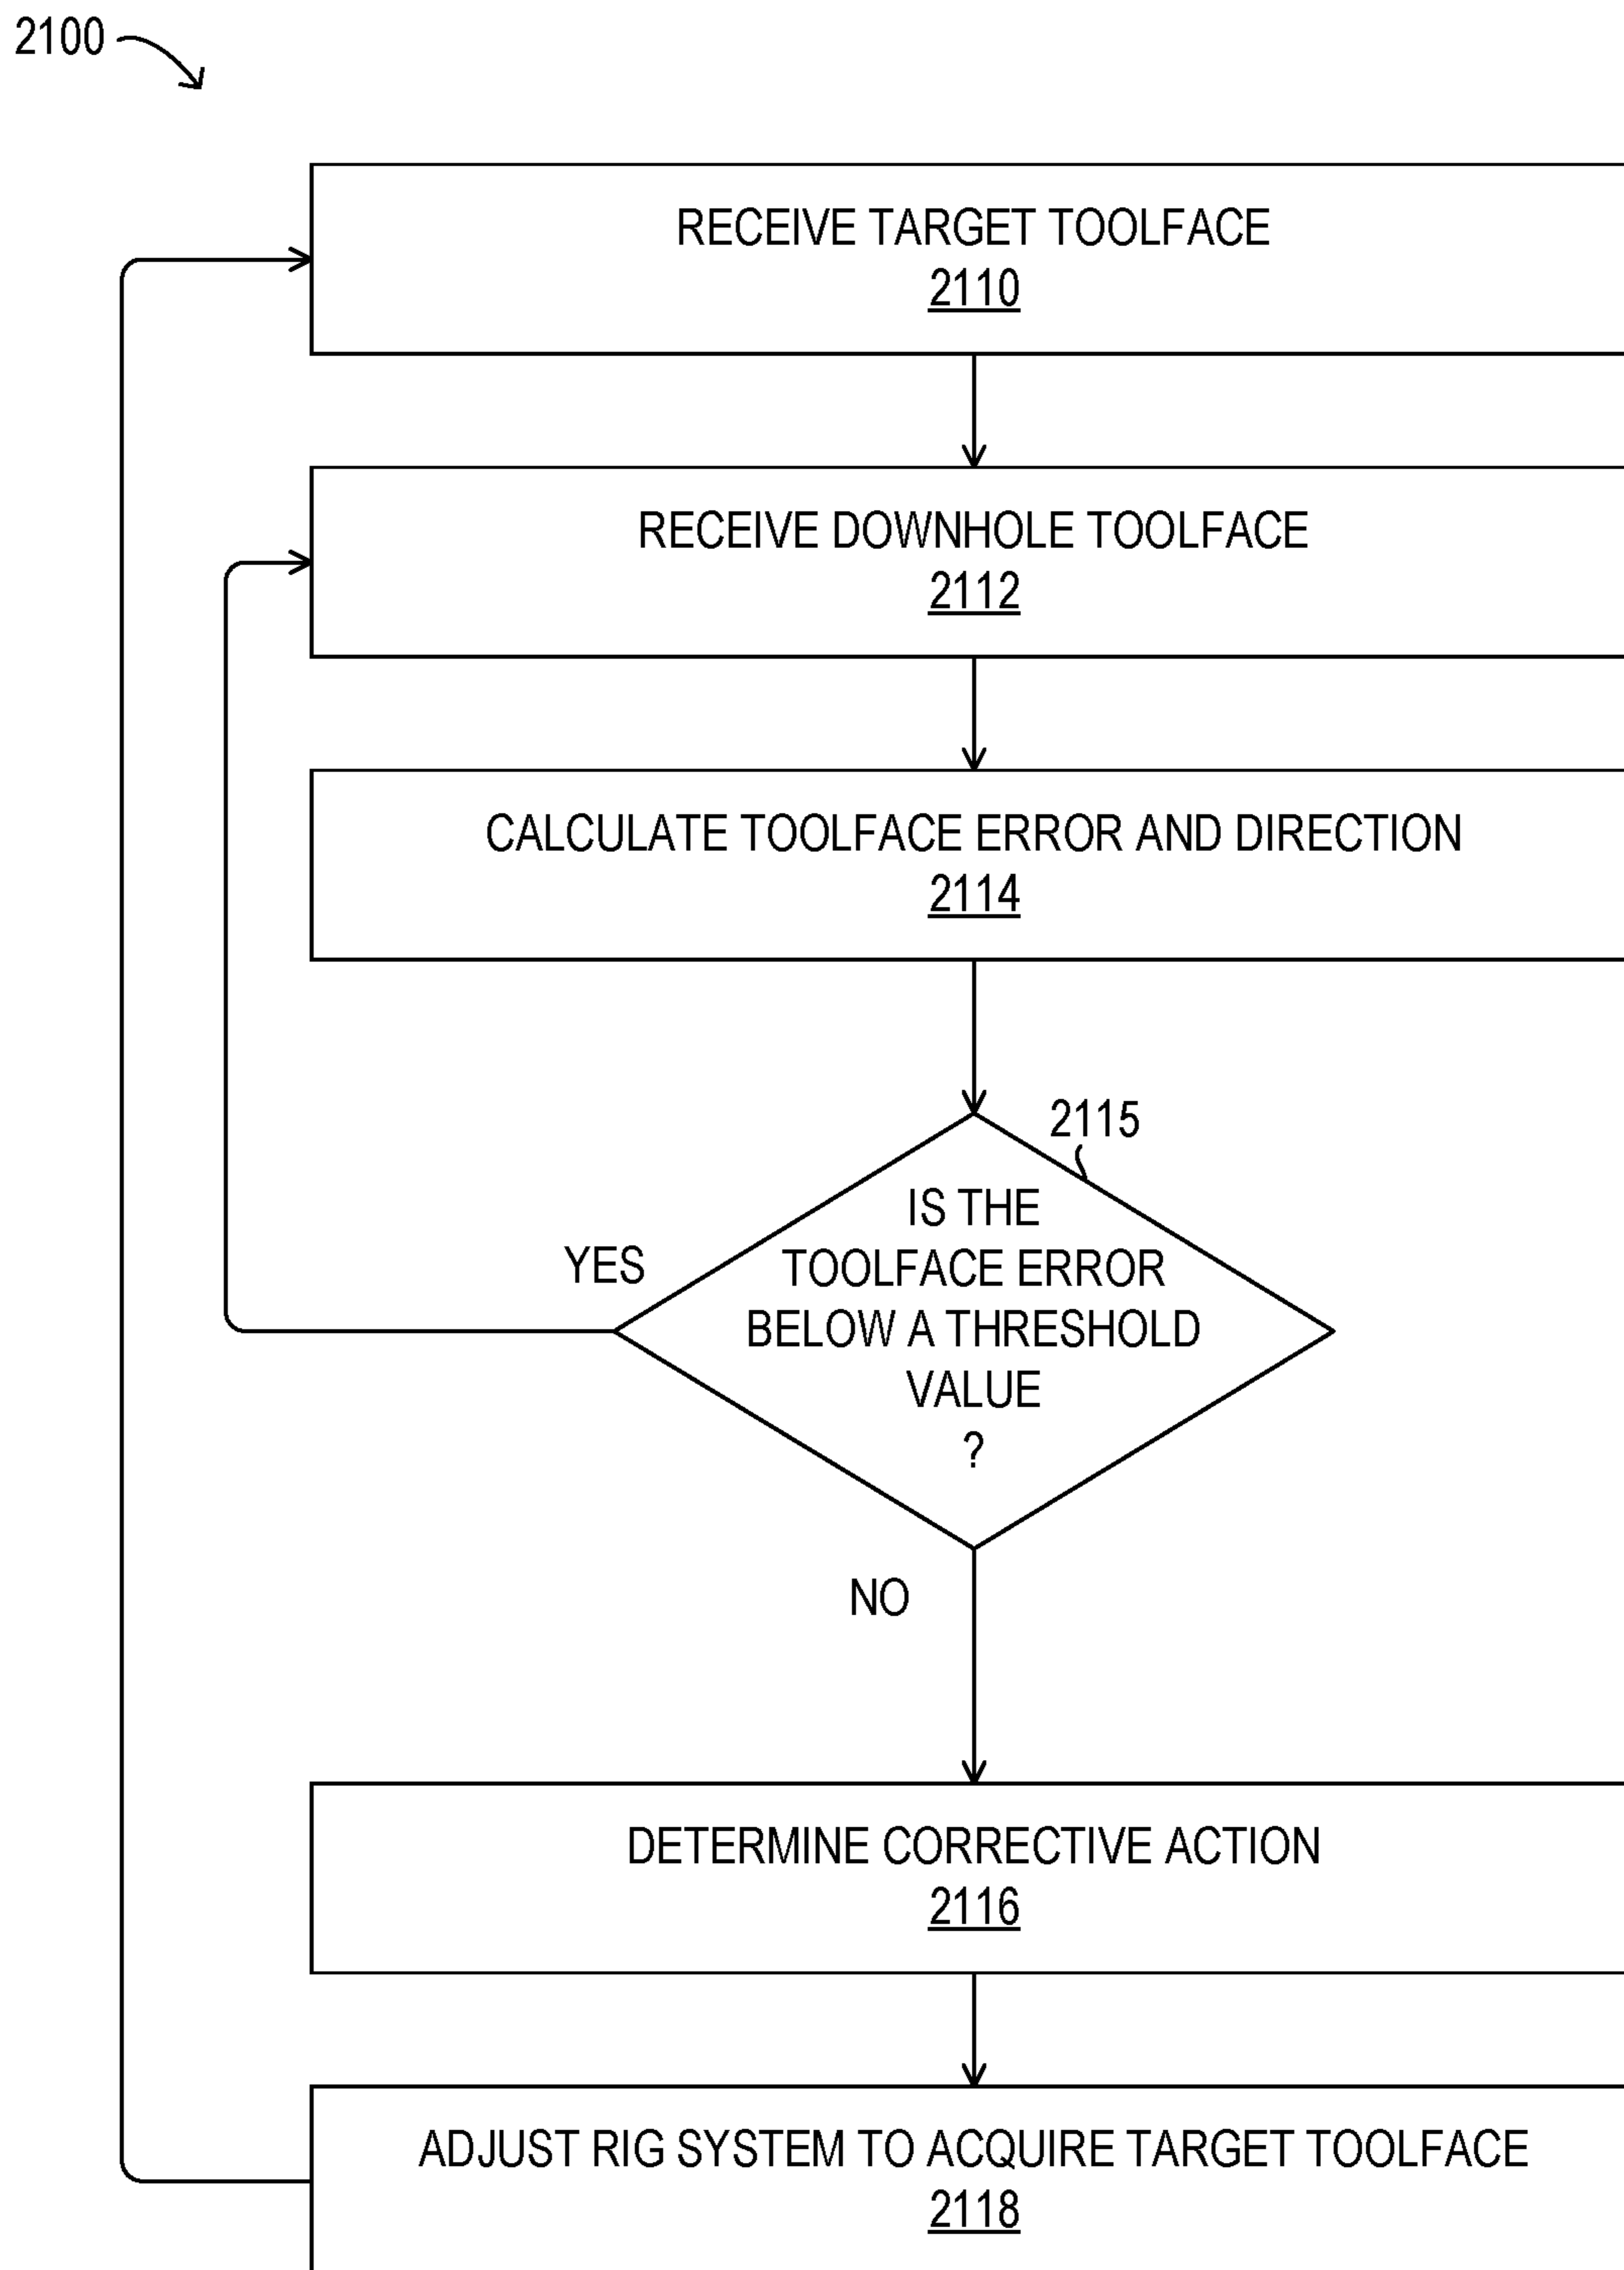 2100
RECEIVE TARGET TOOLFACE
2110
RECEIVE DOWNHOLE TOOLFACE
2112
CALCULATE TOOLFACE ERROR AND DIRECTION
2114
2115
IS THE
TOOLFACE ERROR
BELOW A THRESHOLD
VALUE
?
YES
NO
DETERMINE CORRECTIVE ACTION
2116
ADJUST RIG SYSTEM TO ACQUIRE TARGET TOOLFACE
2118